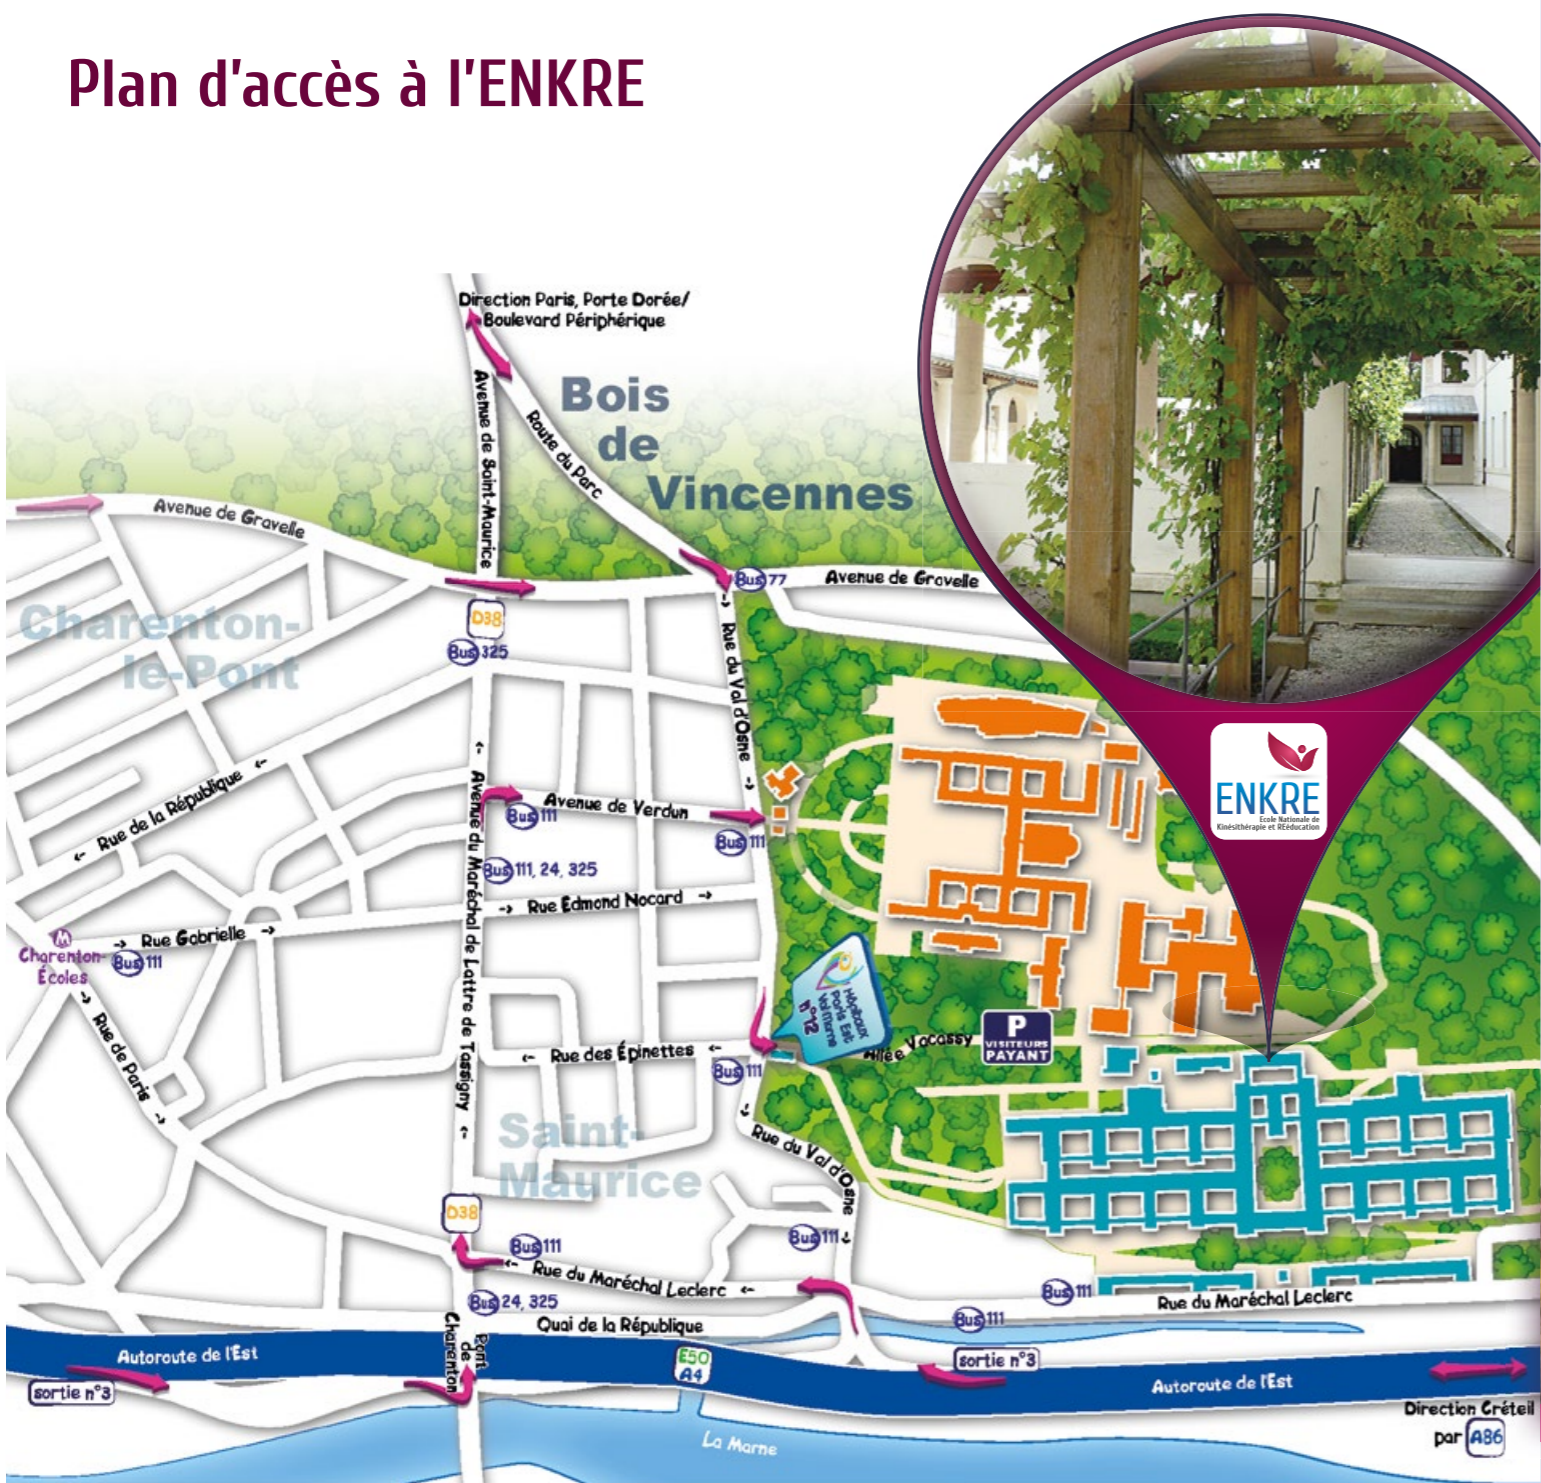 Plan d'accès à l'ENKRE
Direction Paris, Porte Dorée/
Boulevard Périphérique
Avenue de Saint-Maurice
Route du Parc
Bois
de
Vincennes
Avenue de Gravelle
Bus 77
Avenue de Gravelle
Charenton-
le-Pont
D38
Bus 325
Rue du Val d'Osne
ENKRE
Ecole Nationale de
Kinésithérapie et REéducation
Rue de la République
Avenue du Maréchal de Lattre de Tassigny
Avenue de Verdun
Bus 111
Bus 111
Bus 111, 24, 325
Rue Edmond Nocard
Rue Gabrielle
Bus 111
M
Charenton-
Écoles
Rue de Paris
Hôpitaux
Paris Est
Val Marne
n°12
Allée Vacassy
P
VISITEURS
PAYANT
Rue des Épinettes
Bus 111
Saint-
Maurice
Rue du Val d'Osne
D38
Bus 111
Bus 111
Rue du Maréchal Leclerc
Bus 111
Rue du Maréchal Leclerc
Bus 24, 325
Bus 111
Quai de la République
Pont
de
Charenton
Autoroute de l'Est
sortie n°3
E50
A4
sortie n°3
Autoroute de l'Est
Direction Créteil
par A86
La Marne